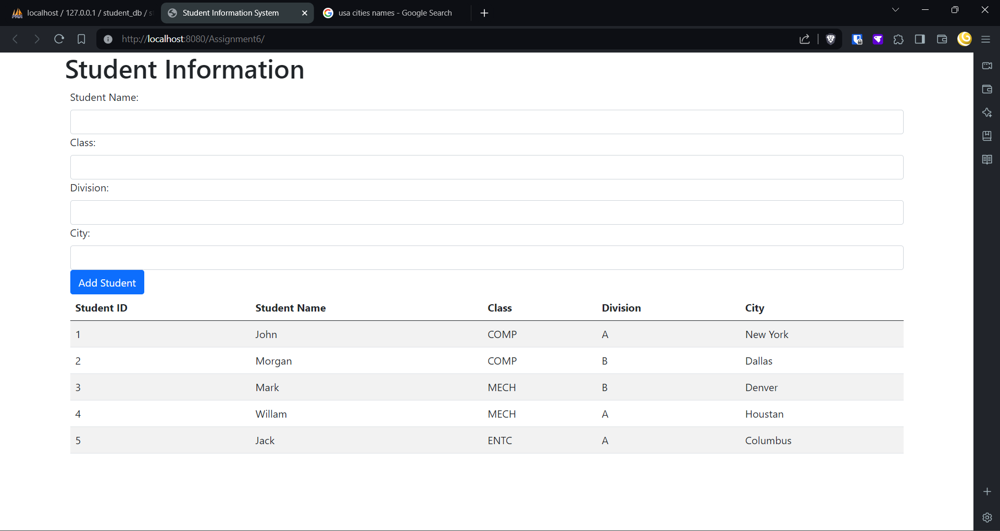 localhost / 127.0.0.1 / student_db / s
Student Information System
usa cities names - Google Search
http://localhost:8080/Assignment6/
Student Information
Student Name:
Class:
Division:
City:
Add Student
Student ID Student Name Class Division City
1 John COMP A New York
2 Morgan COMP B Dallas
3 Mark MECH B Denver
4 Willam MECH A Houstan
5 Jack ENTC A Columbus